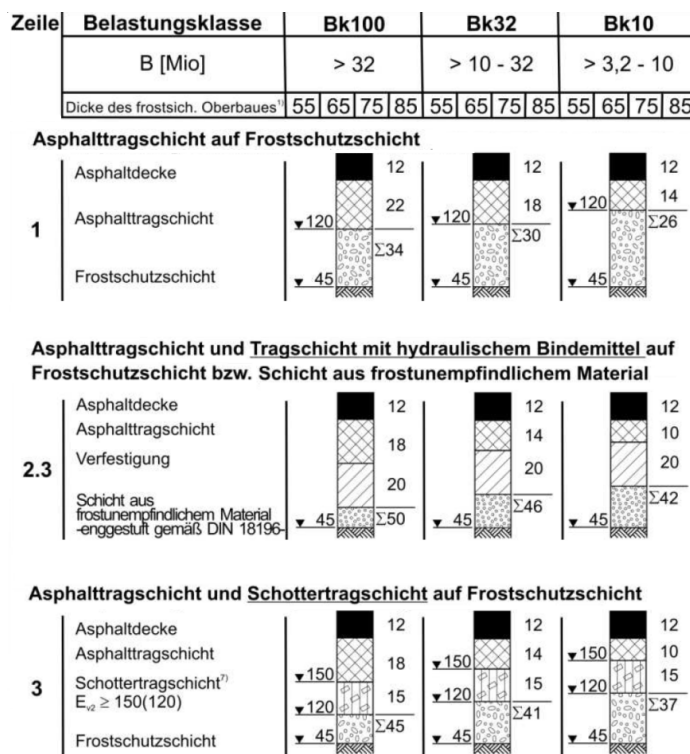 Zeile Belastungsklasse Bk100 Bk32 Bk10
B [Mio] > 32 > 10 - 32 > 3,2 - 10
Dicke des frostsich. Oberbaues¹⁾ 55 65 75 85 55 65 75 85 55 65 75 85
Asphalttragschicht auf Frostschutzschicht
1
Asphaltdecke 12 12 12
Asphalttragschicht 22 18 14
▼120 ▼120 ▼120
Σ34 Σ30 Σ26
Frostschutzschicht ▼ 45 ▼ 45 ▼ 45
Asphalttragschicht und Tragschicht mit hydraulischem Bindemittel auf
Frostschutzschicht bzw. Schicht aus frostunempfindlichem Material
2.3
Asphaltdecke 12 12 12
Asphalttragschicht 18 14 10
Verfestigung 20 20 20
Schicht aus
frostunempfindlichem Material
-enggestuft gemäß DIN 18196-
▼ 45 Σ50 ▼ 45 Σ46 ▼ 45 Σ42
Asphalttragschicht und Schottertragschicht auf Frostschutzschicht
3
Asphaltdecke 12 12 12
Asphalttragschicht 18 14 10
▼150 ▼150 ▼150
Schottertragschicht⁷⁾ 15 15 15
Eᵥ₂ ≥ 150(120)
▼120 ▼120 ▼120
Σ45 Σ41 Σ37
Frostschutzschicht ▼ 45 ▼ 45 ▼ 45